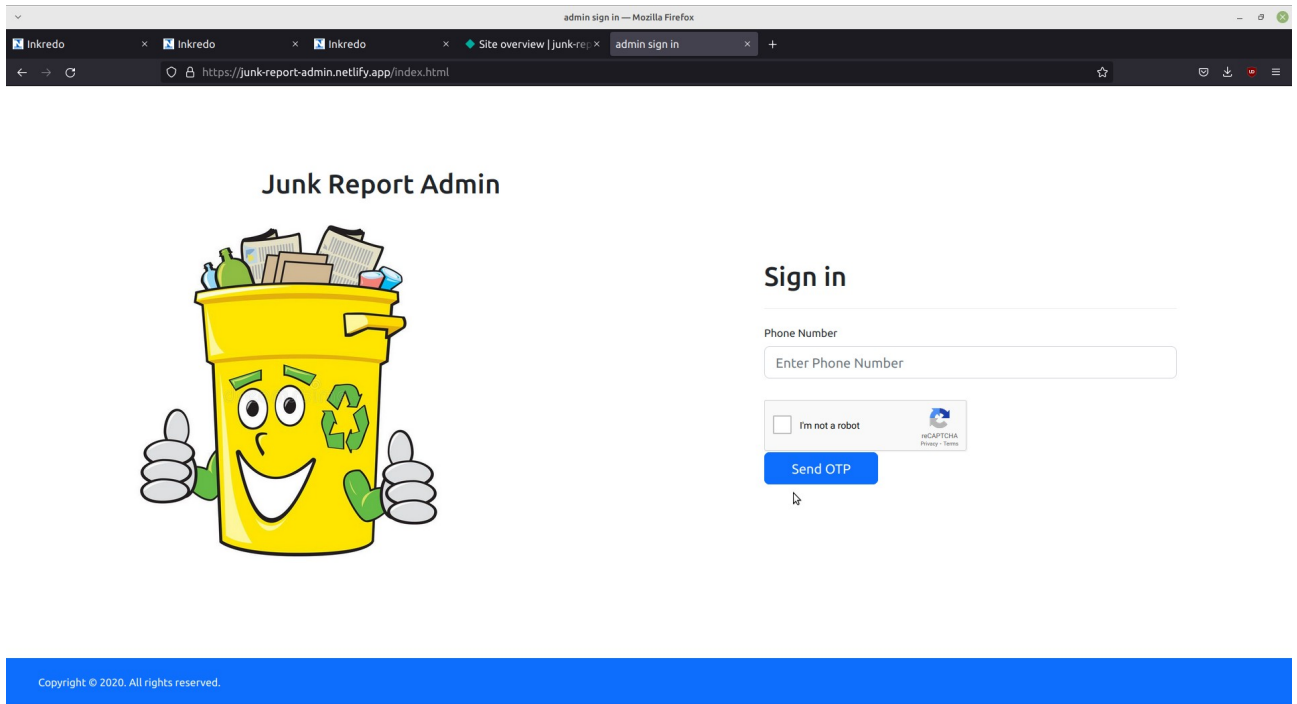 admin sign in — Mozilla Firefox
Inkredo
Inkredo
Inkredo
Site overview | junk-rep
admin sign in
https://junk-report-admin.netlify.app/index.html
Junk Report Admin
Sign in
Phone Number
Enter Phone Number
I'm not a robot
reCAPTCHA
Privacy - Terms
Send OTP
Copyright © 2020. All rights reserved.